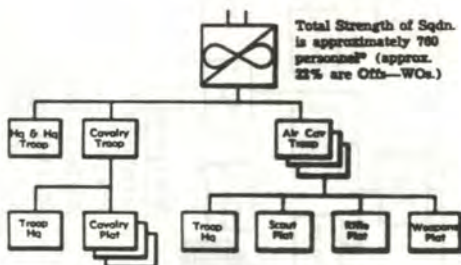 Total Strength of Sqdn.
is approximately 760
personnel* (approx.
22% are Offs—WOs.)
Hq & Hq
Troop
Cavalry
Troop
Air Cav
Troop
Troop
Hq
Cavalry
Plat
Troop
Hq
Scout
Plat
Rifle
Plat
Weapons
Plat